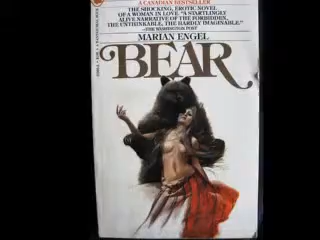 A CANADIAN BESTSELLER
THE SHOCKING, EROTIC NOVEL
OF A WOMAN IN LOVE. "A STARTLINGLY
ALIVE NARRATIVE OF THE FORBIDDEN,
THE UNTHINKABLE, THE HARDLY IMAGINABLE."
—THE WASHINGTON POST
MARIAN ENGEL
BEAR